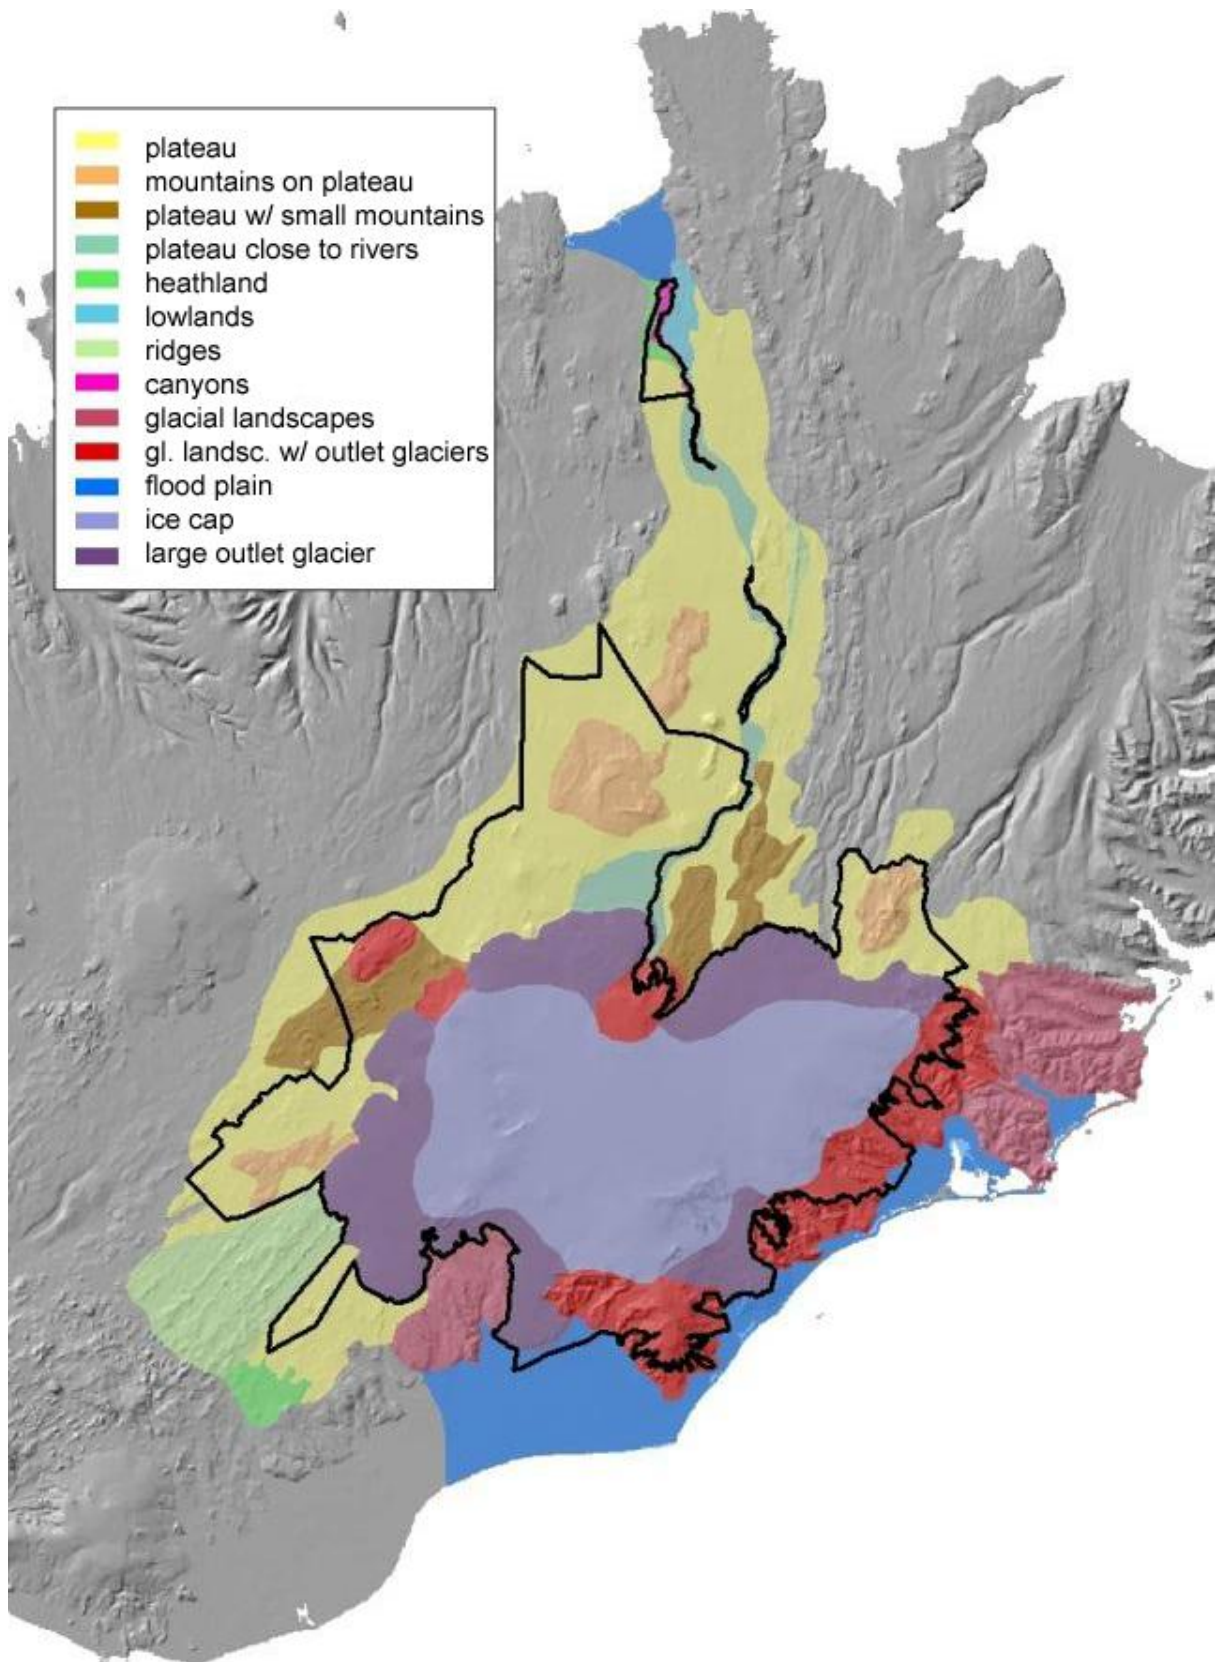 plateau
mountains on plateau
plateau w/ small mountains
plateau close to rivers
heathland
lowlands
ridges
canyons
glacial landscapes
gl. landsc. w/ outlet glaciers
flood plain
ice cap
large outlet glacier